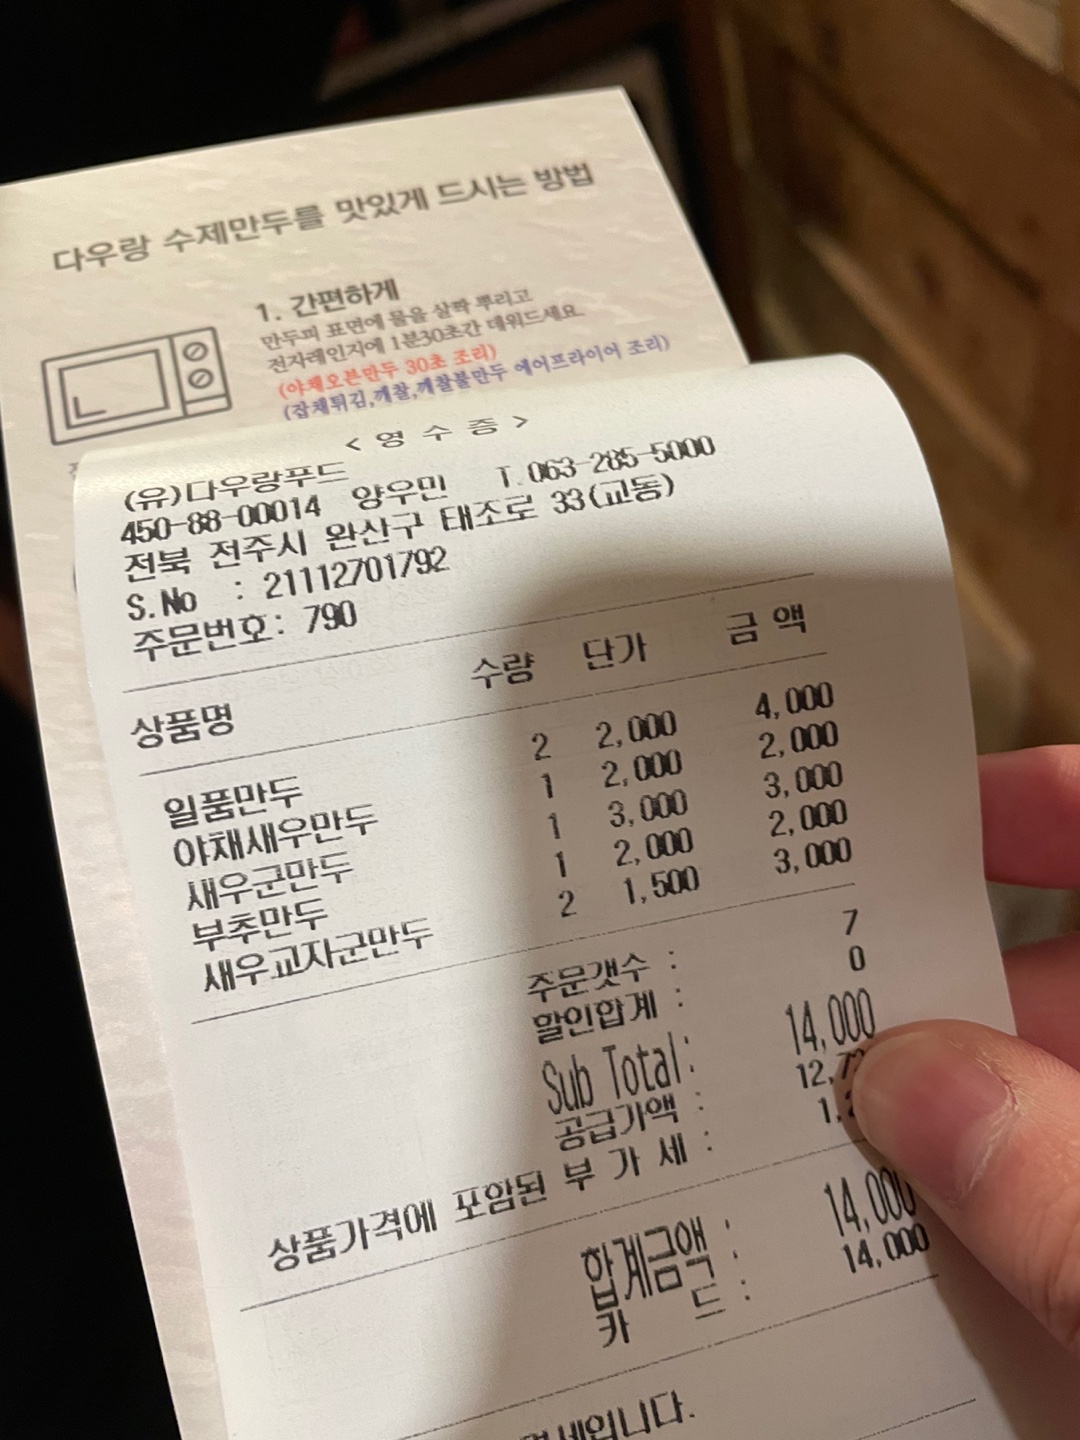 다우랑 수제만두를 맛있게 드시는 방법
1. 간편하게
만두피 표면에 물을 살짝 뿌리고
전자레인지에 1분30초간 데워드세요.
(야채오븐만두 30초 조리)
(잡채튀김,깨찰,깨찰불만두 에어프라이어 조리)
< 영 수 증 >
(유)다우랑푸드
450-88-00014 양우민 T.063-285-5000
전북 전주시 완산구 태조로 33(교동)
S.No : 21112701792
주문번호: 790
상품명 수량 단가 금 액
일품만두 2 2,000 4,000
야채새우만두 1 2,000 2,000
새우군만두 1 3,000 3,000
부추만두 1 2,000 2,000
새우교자군만두 2 1,500 3,000
주문갯수 : 7
할인합계 : 0
Sub Total: 14,000
공급가액 :
상품가격에 포함된 부 가 세 :
합계금액 : 14,000
카 드 : 14,000